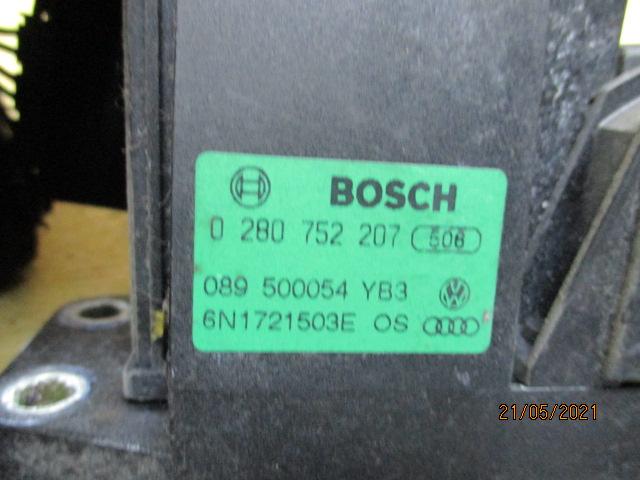 BOSCH
0 280 752 207 506
089 500054 YB3
6N1721503E OS
21/05/2021